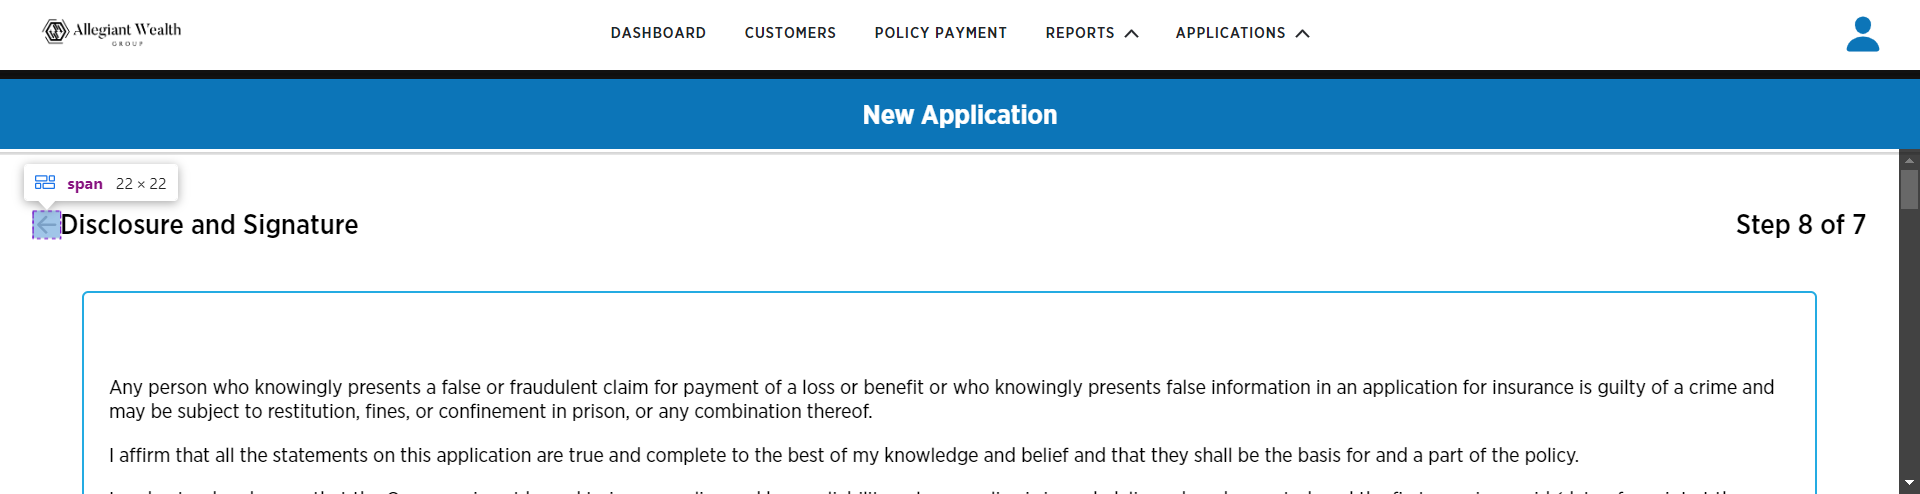 Allegiant Wealth
GROUP
DASHBOARD CUSTOMERS POLICY PAYMENT REPORTS APPLICATIONS
New Application
span 22 × 22
Disclosure and Signature
Step 8 of 7
Any person who knowingly presents a false or fraudulent claim for payment of a loss or benefit or who knowingly presents false information in an application for insurance is guilty of a crime and
may be subject to restitution, fines, or confinement in prison, or any combination thereof.
I affirm that all the statements on this application are true and complete to the best of my knowledge and belief and that they shall be the basis for and a part of the policy.